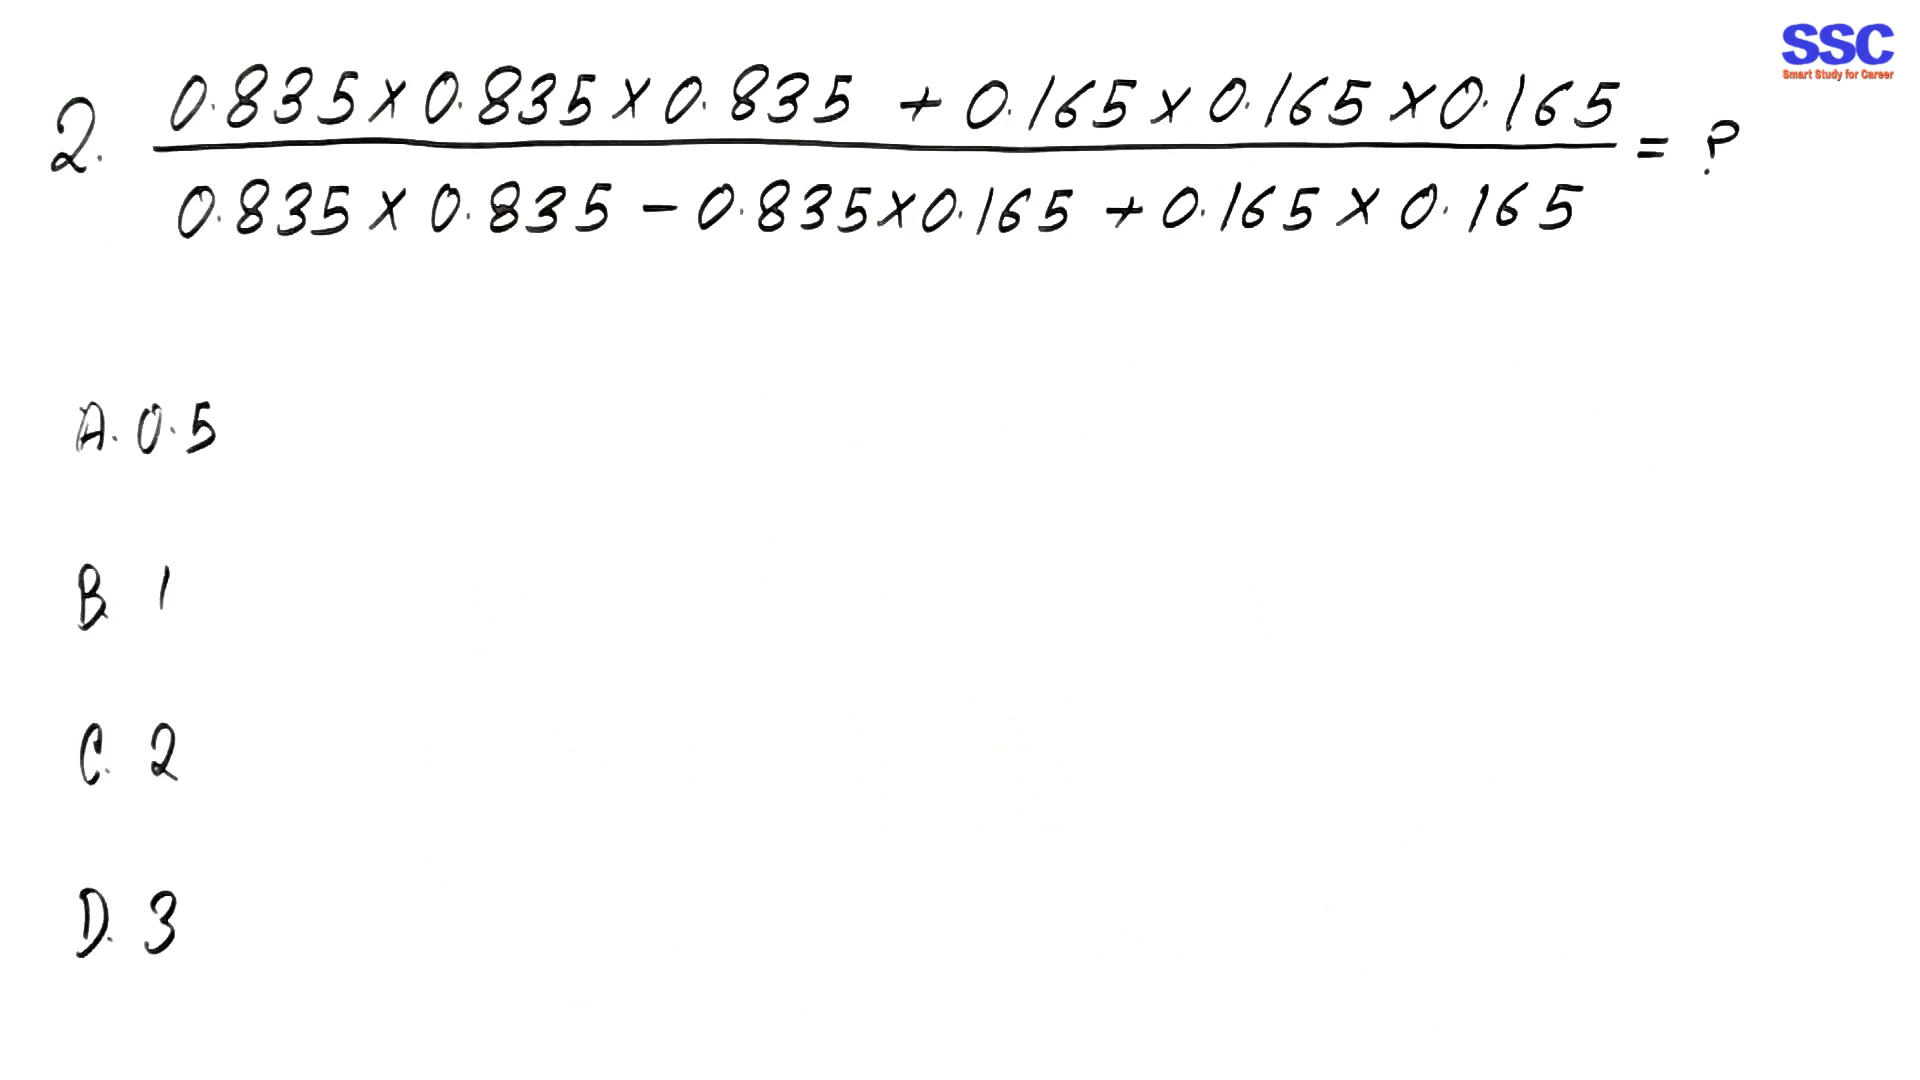 SSC
Smart Study for Career
2. 0.835 x 0.835 x 0.835 + 0.165 x 0.165 x 0.165
0.835 x 0.835 - 0.835 x 0.165 + 0.165 x 0.165
= ?
A. 0.5
B. 1
C. 2
D. 3